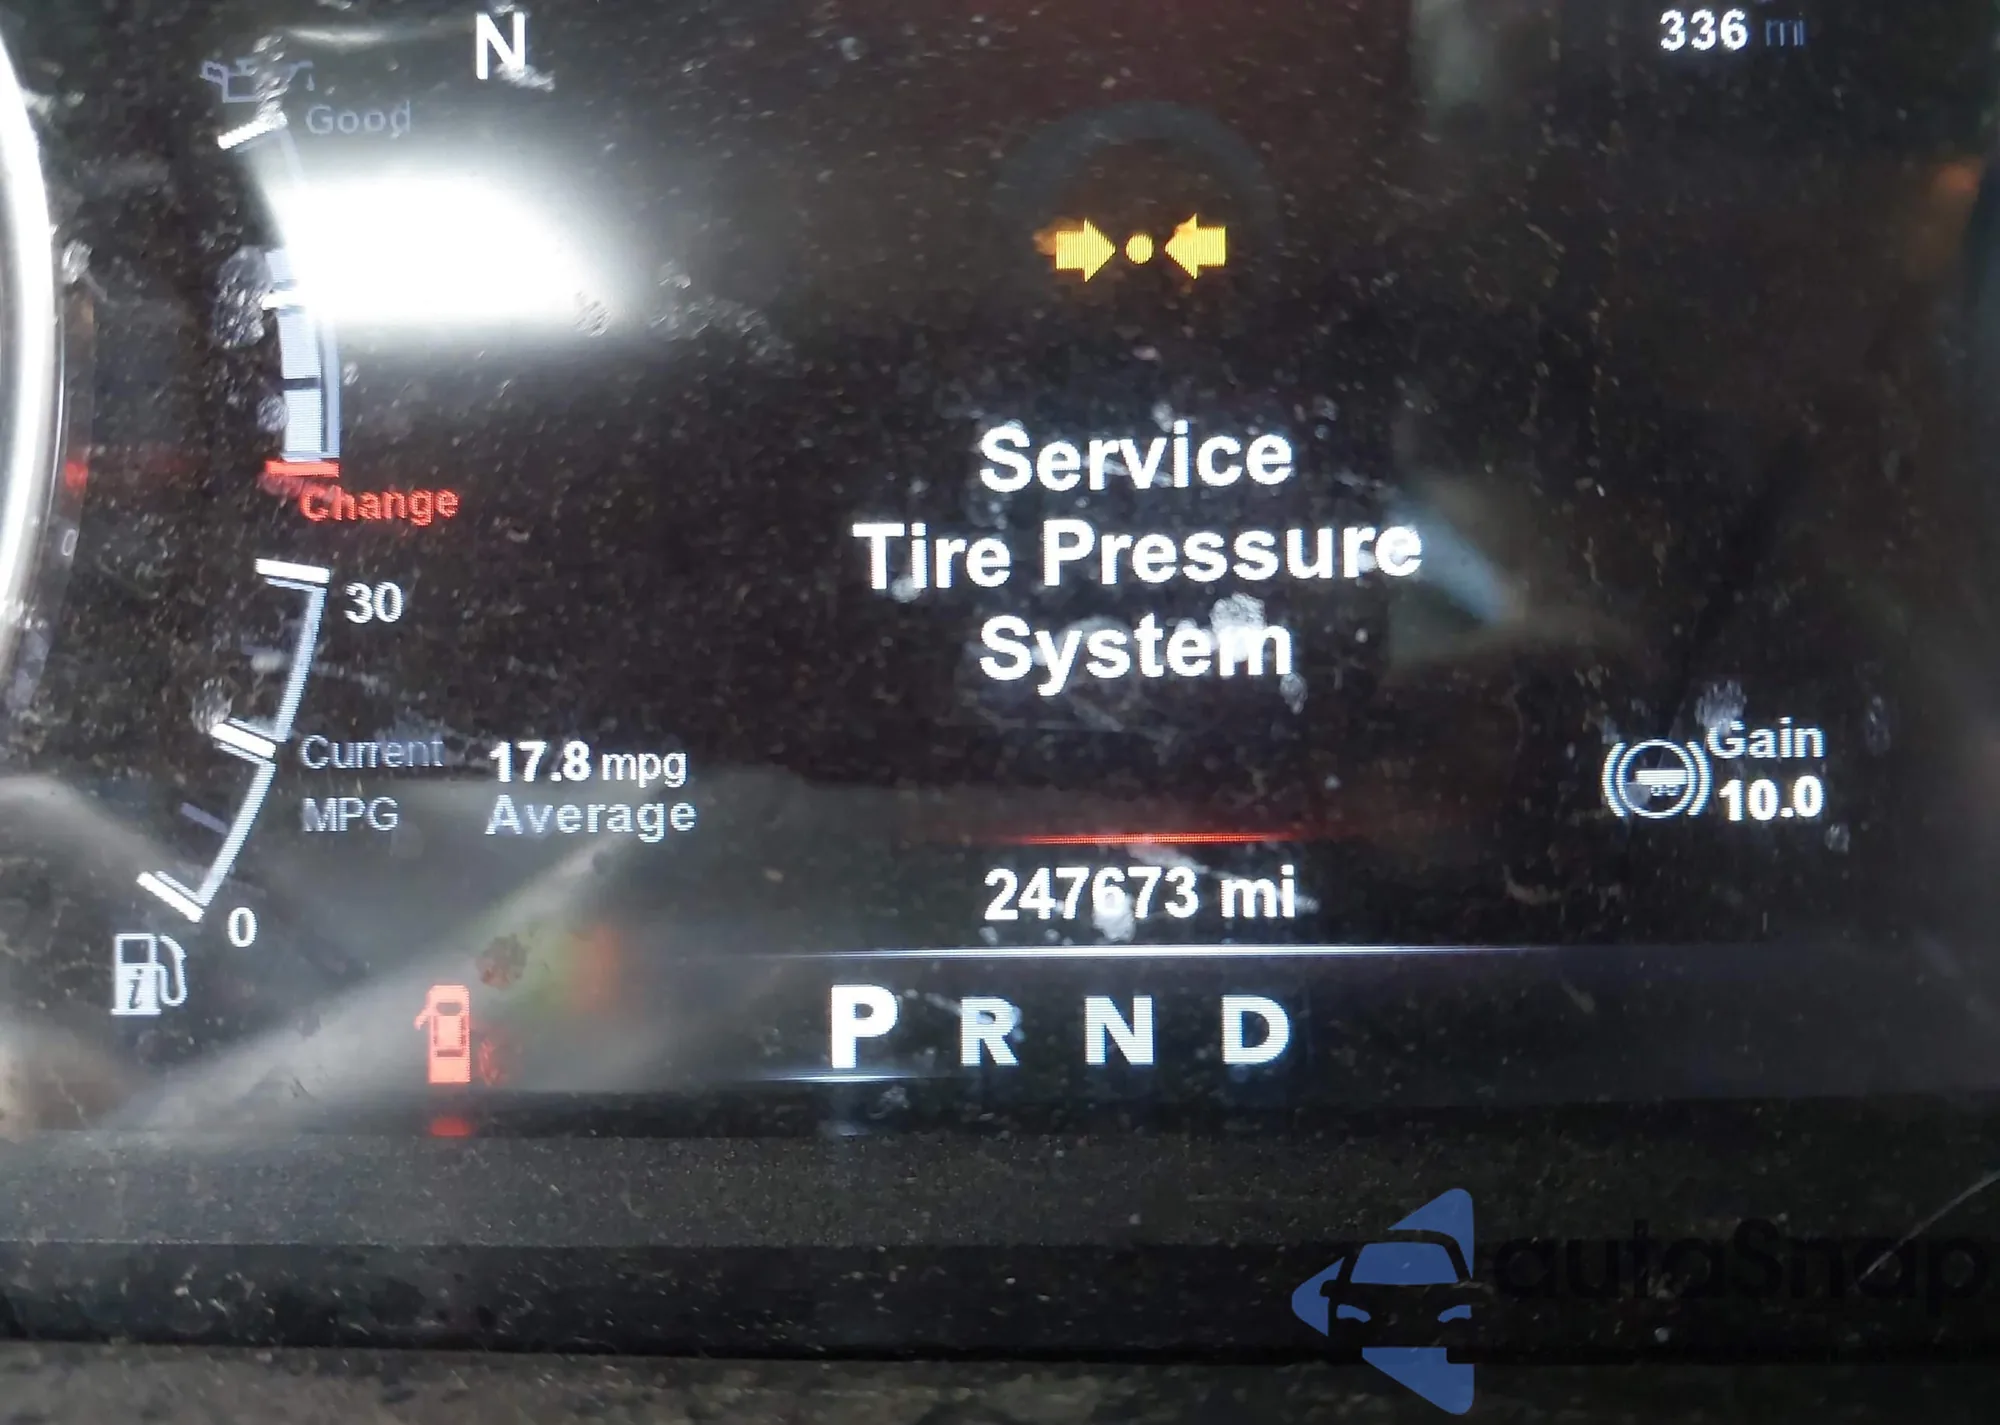 N
336 mi
Good
Service
Change
Tire Pressure
30
System
Current 17.8 mpg
MPG Average
Gain
10.0
247673 mi
0
P R N D
autoSnap